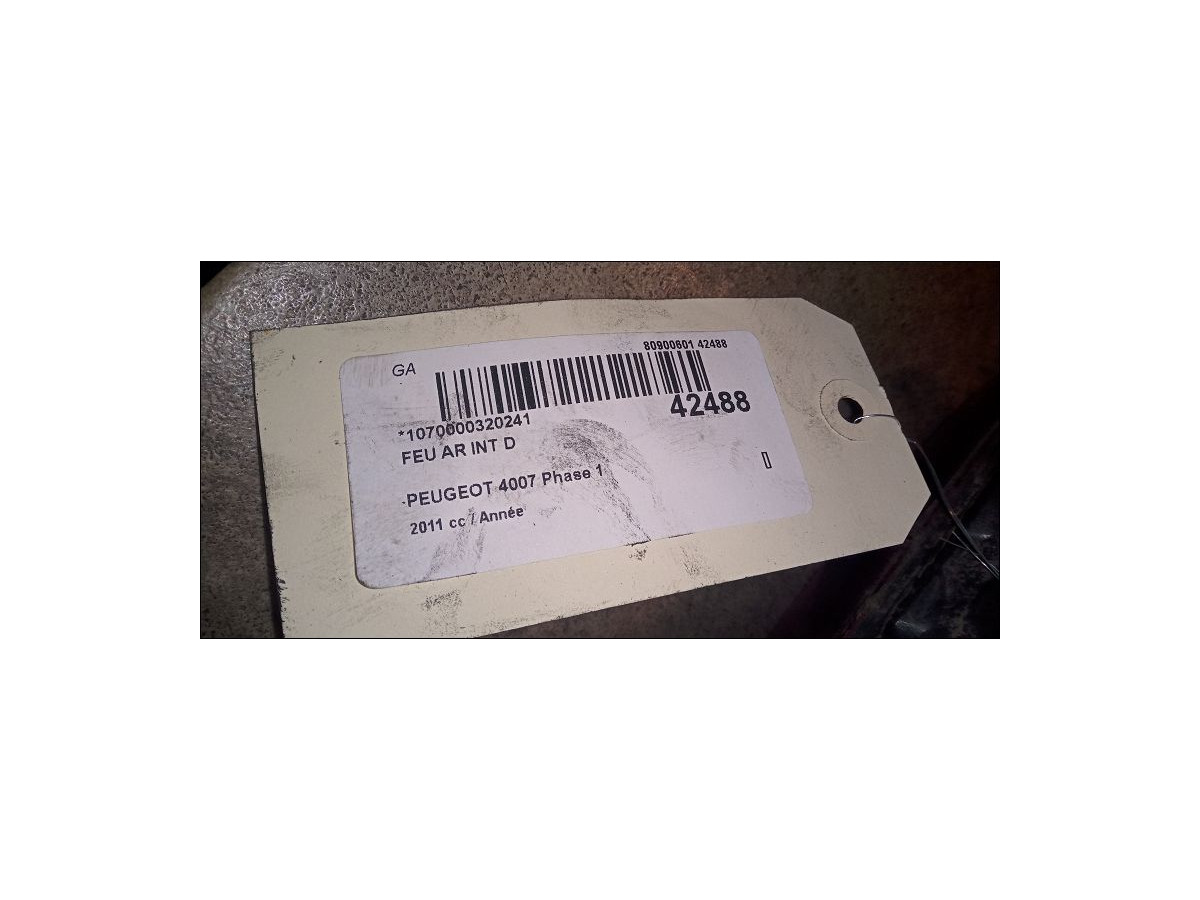 80900601 42488
GA
42488
*1070000320241
FEU AR INT D
PEUGEOT 4007 Phase 1
2011 cc / Année